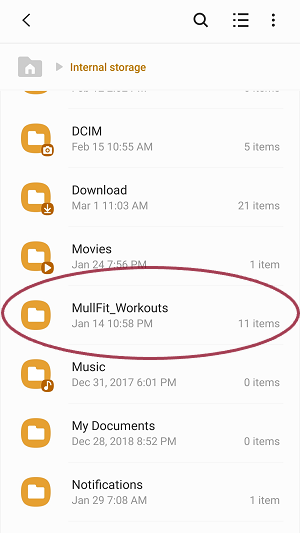 Internal storage
DCIM
Feb 15 10:55 AM 5 items
Download
Mar 1 11:03 AM 21 items
Movies
Jan 24 7:56 PM 1 item
MullFit_Workouts
Jan 14 10:58 PM 11 items
Music
Dec 31, 2017 6:01 PM 0 items
My Documents
Dec 28, 2018 8:52 PM 0 items
Notifications
Jan 29 7:08 AM 1 item